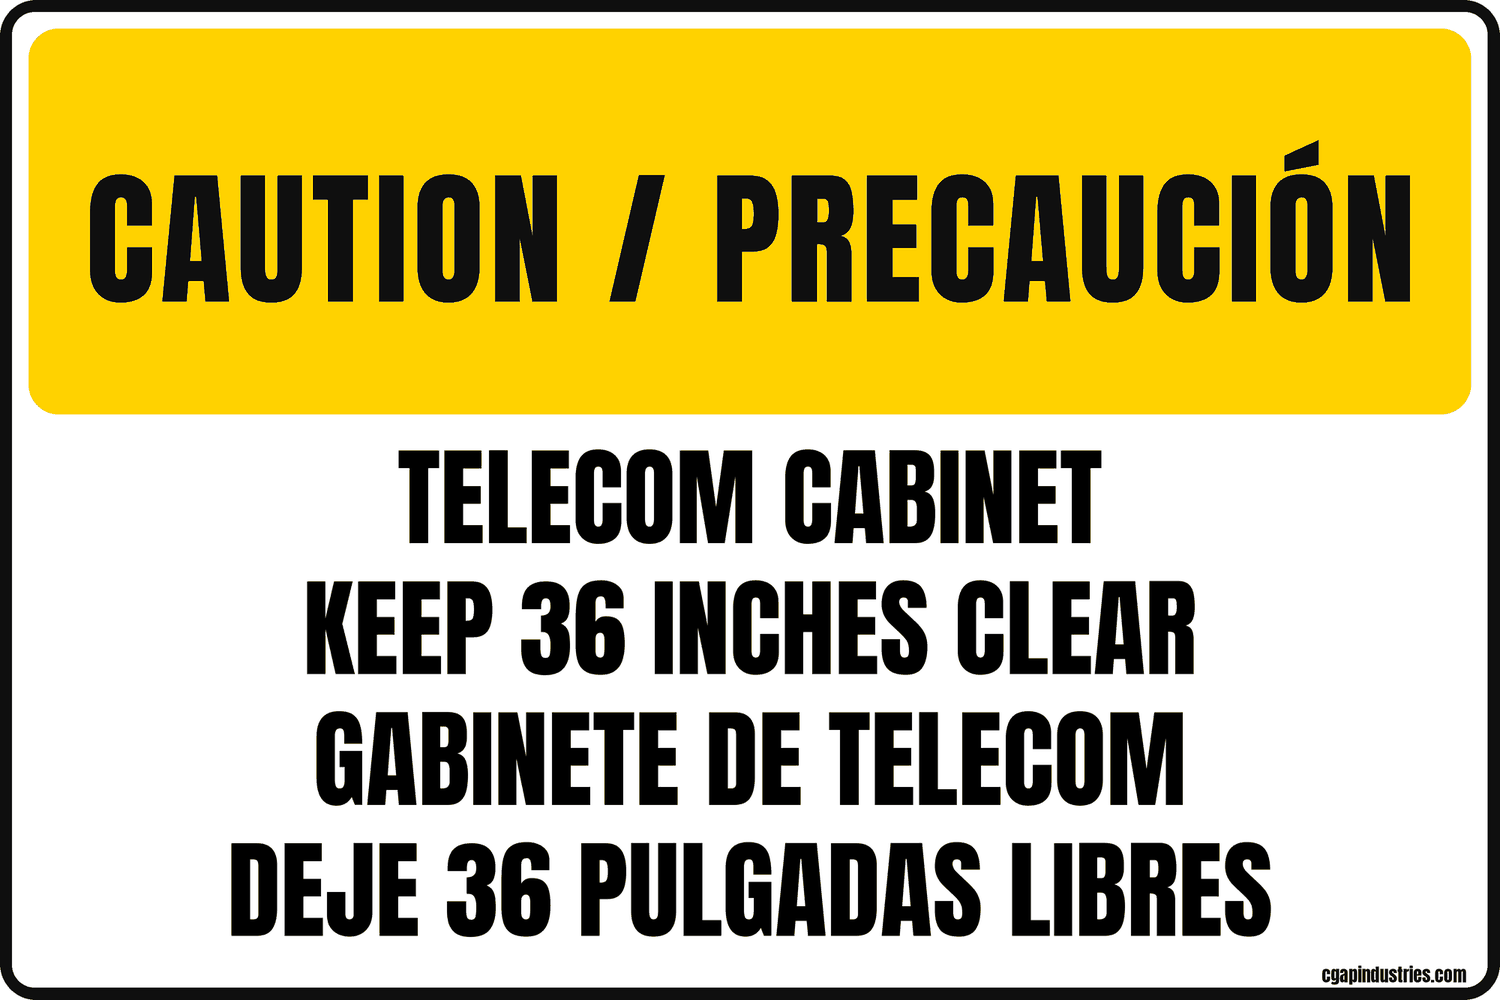 CAUTION / PRECAUCIÓN
TELECOM CABINET
KEEP 36 INCHES CLEAR
GABINETE DE TELECOM
DEJE 36 PULGADAS LIBRES
cgapindustries.com